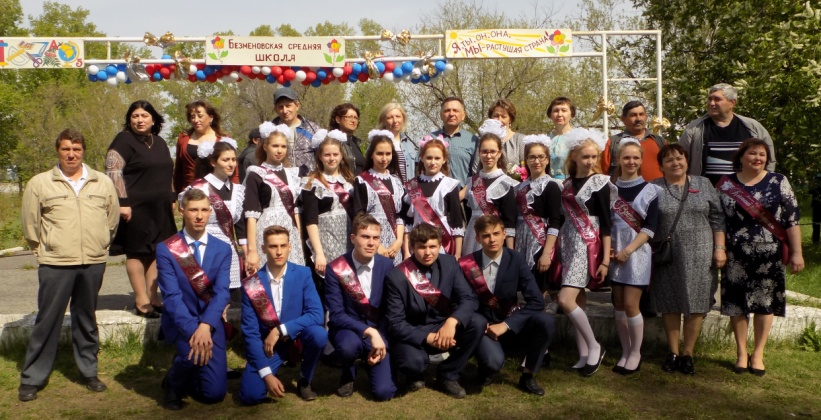 Безменовская средняя
школа
Я, ты, он, она,
мы - растущая страна!